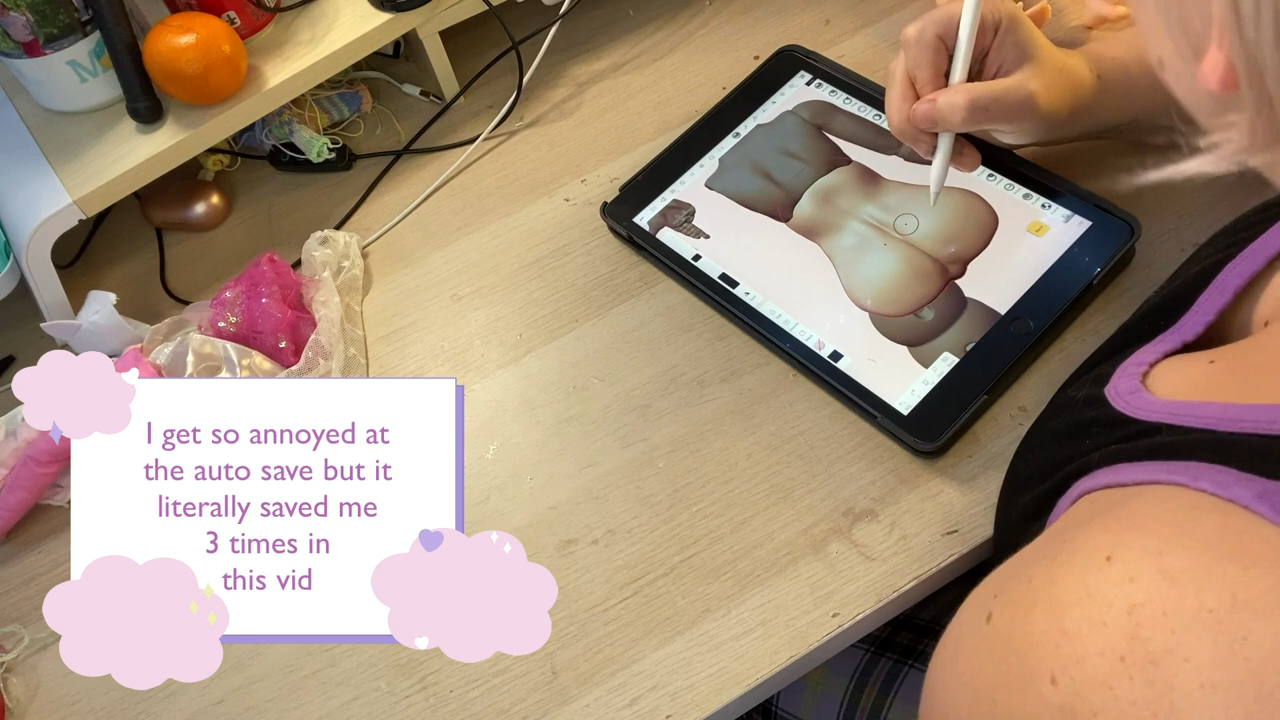 I get so annoyed at
the auto save but it
literally saved me
3 times in
this vid